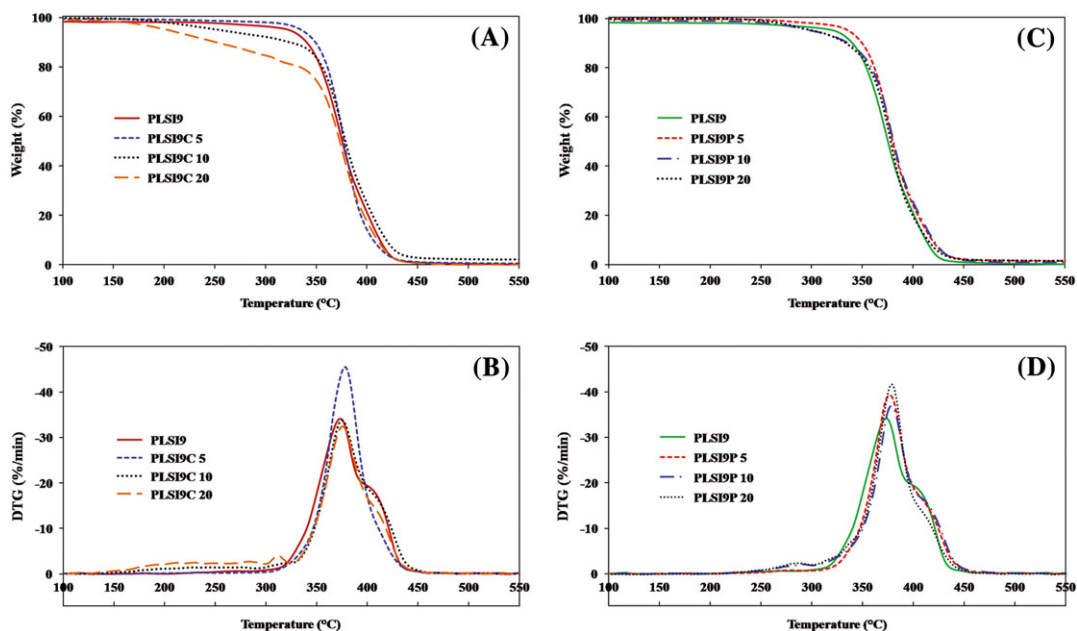 (A)
100
80
60
40
20
0
Weight (%)
PLSI9
PLSI9C 5
PLSI9C 10
PLSI9C 20
100 150 200 250 300 350 400 450 500 550
Temperature (°C)
(C)
100
80
60
40
20
0
Weight (%)
PLSI9
PLSI9P 5
PLSI9P 10
PLSI9P 20
100 150 200 250 300 350 400 450 500 550
Temperature (°C)
(B)
-50
-40
-30
-20
-10
0
DTG (%/min)
PLSI9
PLSI9C 5
PLSI9C 10
PLSI9C 20
100 150 200 250 300 350 400 450 500 550
Temperature (°C)
(D)
-50
-40
-30
-20
-10
0
DTG (%/min)
PLSI9
PLSI9P 5
PLSI9P 10
PLSI9P 20
100 150 200 250 300 350 400 450 500 550
Temperature (°C)